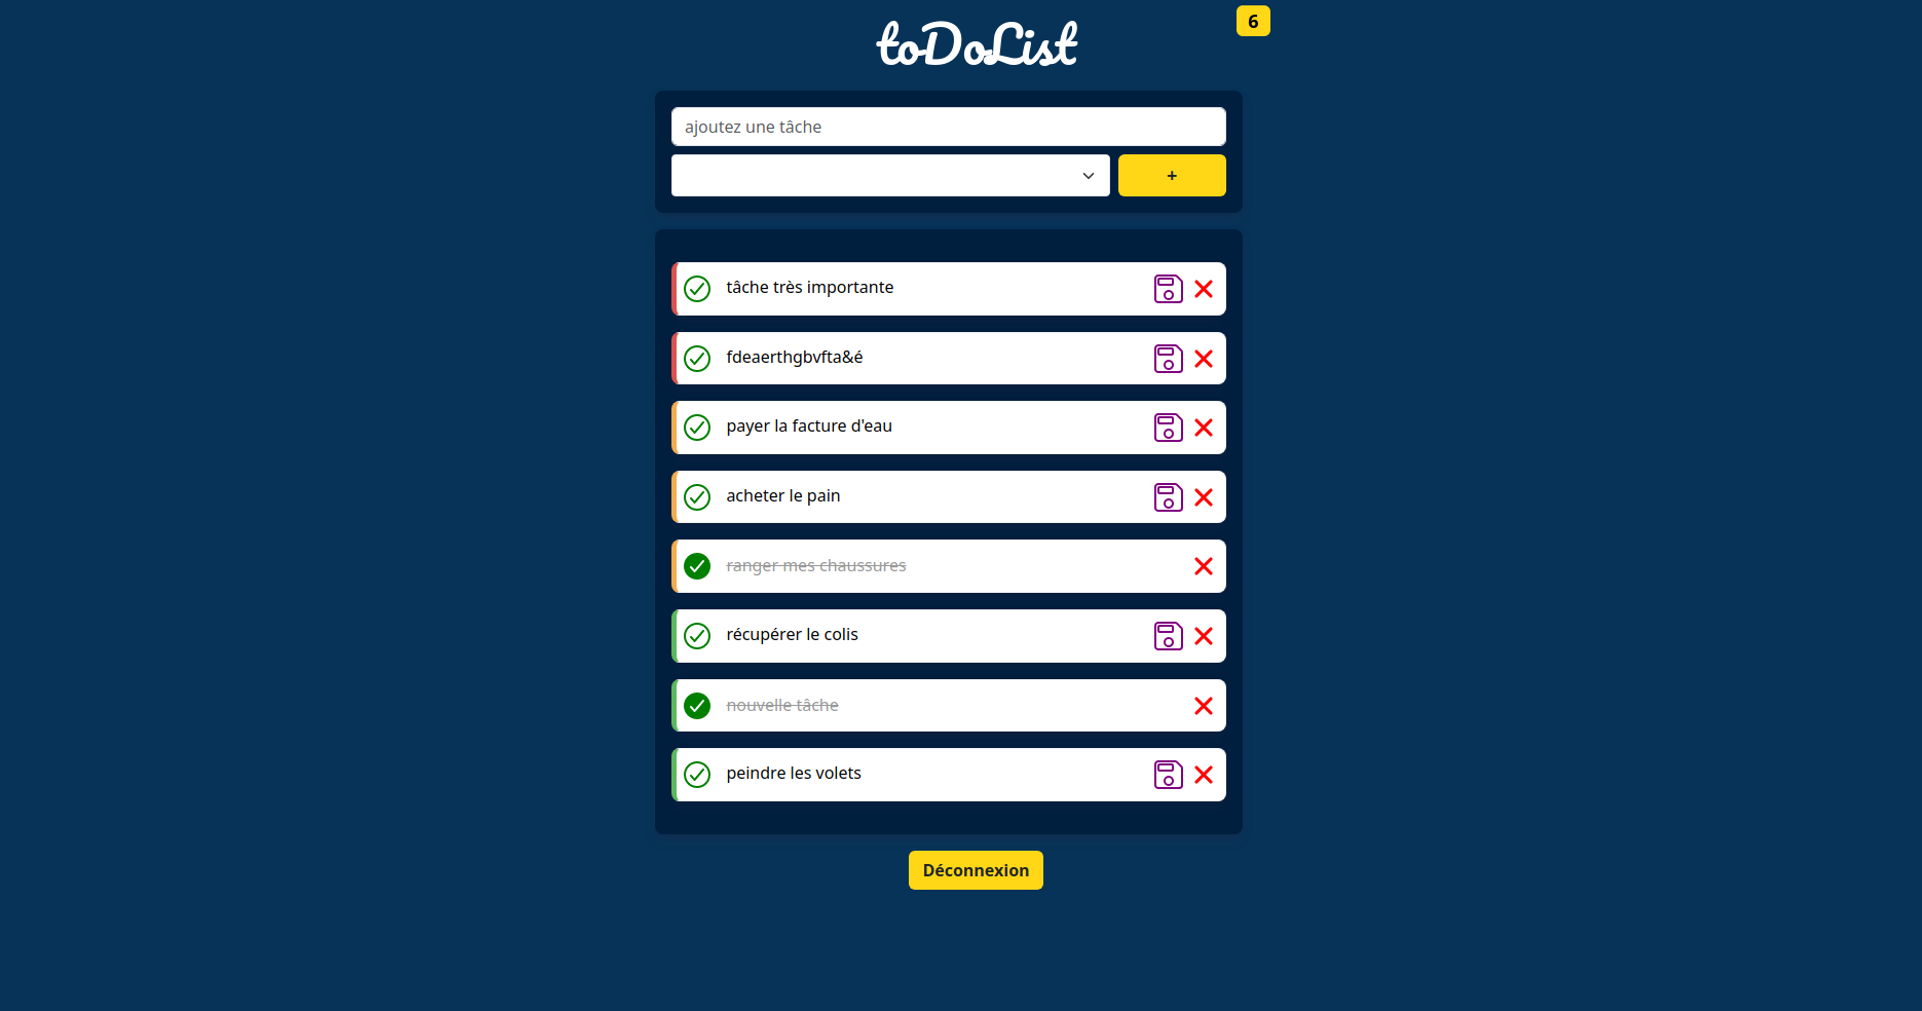 toDoList
6
ajoutez une tâche
+
tâche très importante
fdeaerthgbvfta&é
payer la facture d'eau
acheter le pain
ranger mes chaussures
récupérer le colis
nouvelle tâche
peindre les volets
Déconnexion